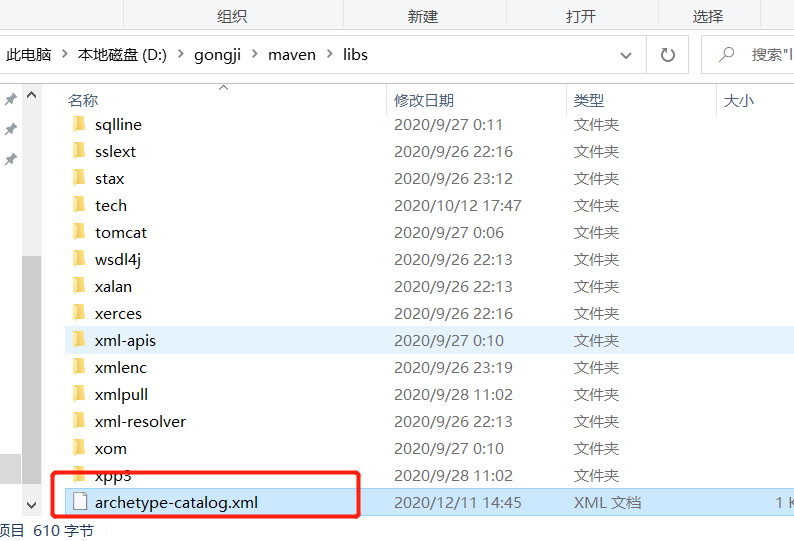 组织 新建 打开 选择
此电脑 > 本地磁盘 (D:) > gongji > maven > libs 搜索"l
名称 修改日期 类型 大小
sqlline 2020/9/27 0:11 文件夹
sslext 2020/9/26 22:16 文件夹
stax 2020/9/26 23:12 文件夹
tech 2020/10/12 17:47 文件夹
tomcat 2020/9/27 0:06 文件夹
wsdl4j 2020/9/26 22:13 文件夹
xalan 2020/9/26 22:13 文件夹
xerces 2020/9/26 22:16 文件夹
xml-apis 2020/9/27 0:10 文件夹
xmlenc 2020/9/26 23:19 文件夹
xmlpull 2020/9/28 11:02 文件夹
xml-resolver 2020/9/26 22:13 文件夹
xom 2020/9/27 0:10 文件夹
xpp3 2020/9/28 11:02 文件夹
archetype-catalog.xml 2020/12/11 14:45 XML 文档 1 K
项目 610 字节